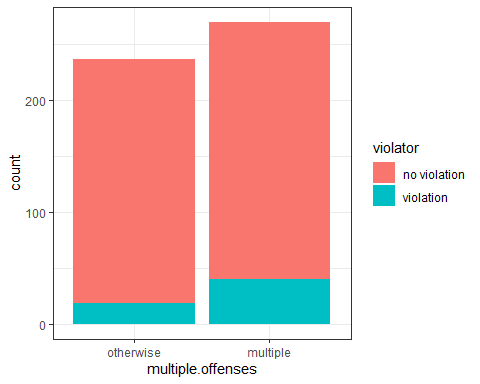 200
100
0
count
otherwise
multiple
multiple.offenses
violator
no violation
violation